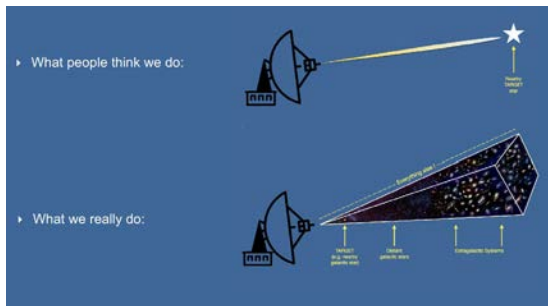 What people think we do:
Nearby
TARGET
star
What we really do:
Everything else !
TARGET
(e.g. nearby
galactic star)
Distant
galactic stars
Extragalactic Systems